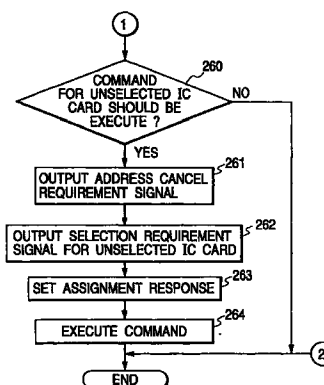 1
260
COMMAND
FOR UNSELECTED IC
CARD SHOULD BE
EXECUTE ?
NO
YES
261
OUTPUT ADDRESS CANCEL
REQUIREMENT SIGNAL
262
OUTPUT SELECTION REQUIREMENT
SIGNAL FOR UNSELECTED IC CARD
263
SET ASSIGNMENT RESPONSE
264
EXECUTE COMMAND
2
END